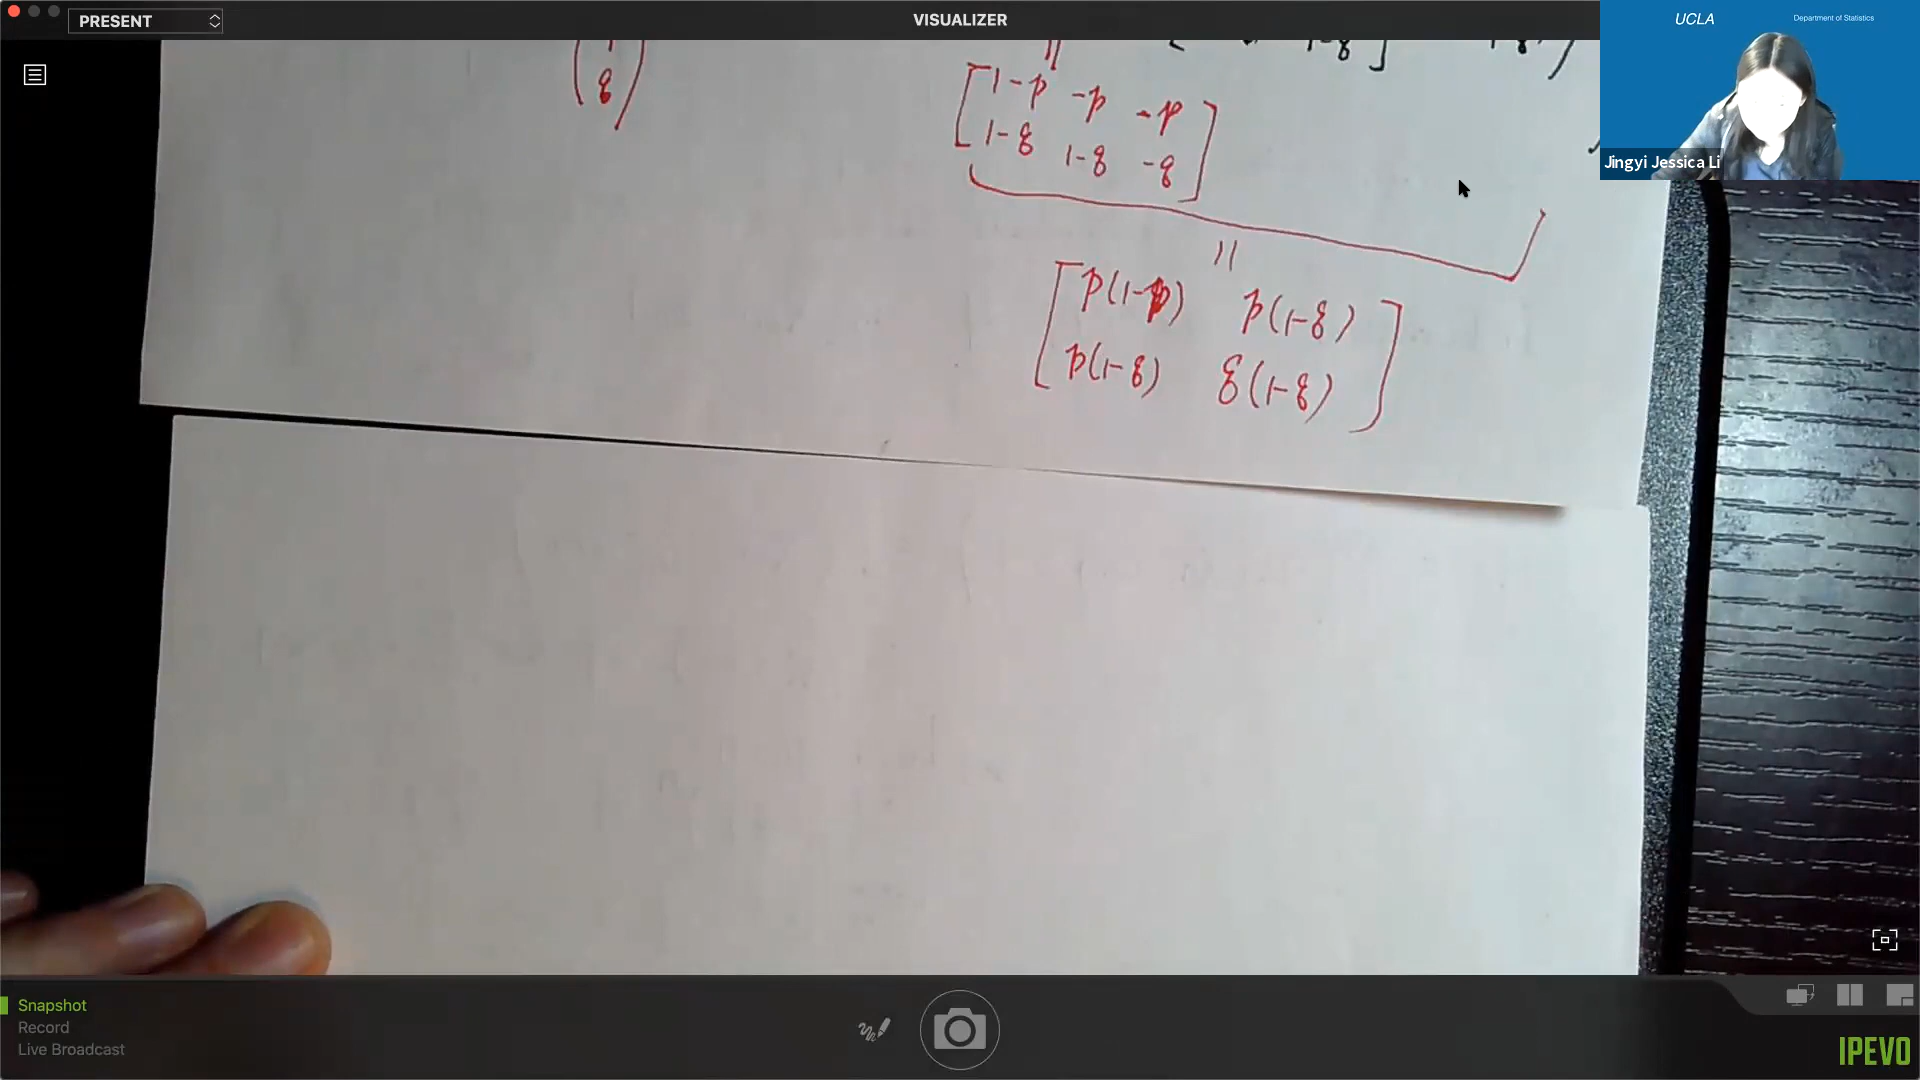 PRESENT
VISUALIZER
UCLA
Department of Statistics
Jingyi Jessica Li
q
1-q
1-p -p -p
1-q 1-q -q
=
p(1-p) p(1-q)
p(1-q) q(1-q)
Snapshot
Record
Live Broadcast
IPEVO